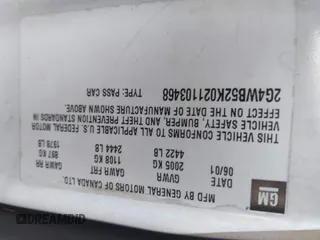 MFD BY GENERAL MOTORS OF CANADA LTD.
DATE GVWR GAWR FRT GAWR RR
06/01 2005 KG 1108 KG 897 KG
4422 LB 2444 LB 1978 LB
THIS VEHICLE CONFORMS TO ALL APPLICABLE U.S. FEDERAL MOTOR
VEHICLE SAFETY, BUMPER, AND THEFT PREVENTION STANDARDS IN
EFFECT ON THE DATE OF MANUFACTURE SHOWN ABOVE.
2G4WB52K021103468 TYPE: PASS CAR
GM
DREAMBID